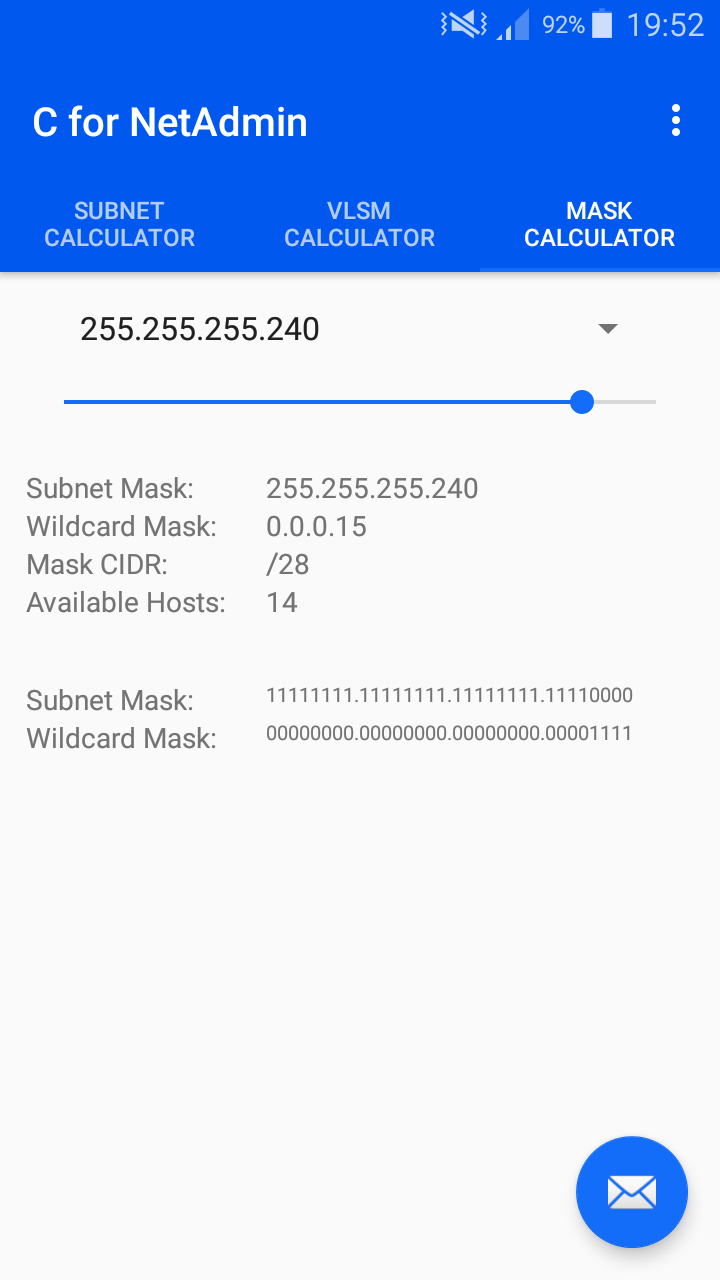 92% 19:52
C for NetAdmin
SUBNET CALCULATOR
VLSM CALCULATOR
MASK CALCULATOR
255.255.255.240
Subnet Mask: 255.255.255.240
Wildcard Mask: 0.0.0.15
Mask CIDR: /28
Available Hosts: 14
Subnet Mask: 11111111.11111111.11111111.11110000
Wildcard Mask: 00000000.00000000.00000000.00001111